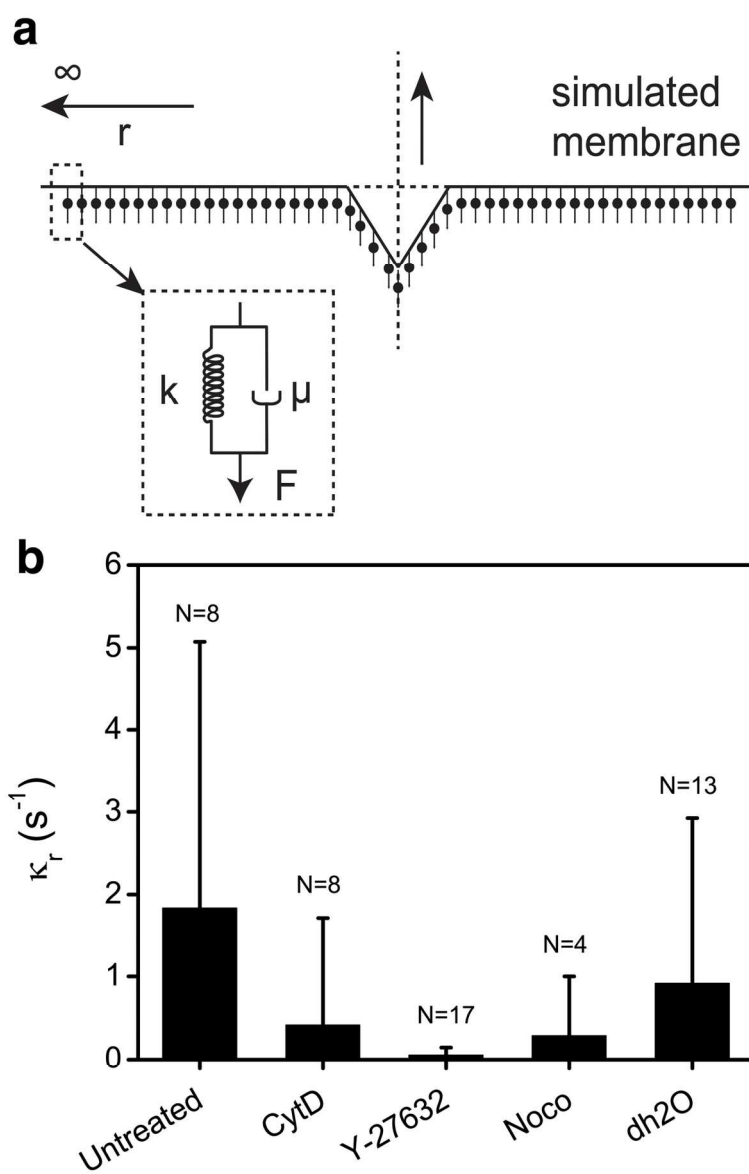 a
∞
r
simulated
membrane
k
μ
F
b
κr (s-1)
6
5
4
3
2
1
0
N=8
N=8
N=17
N=4
N=13
Untreated
CytD
Y-27632
Noco
dh2O